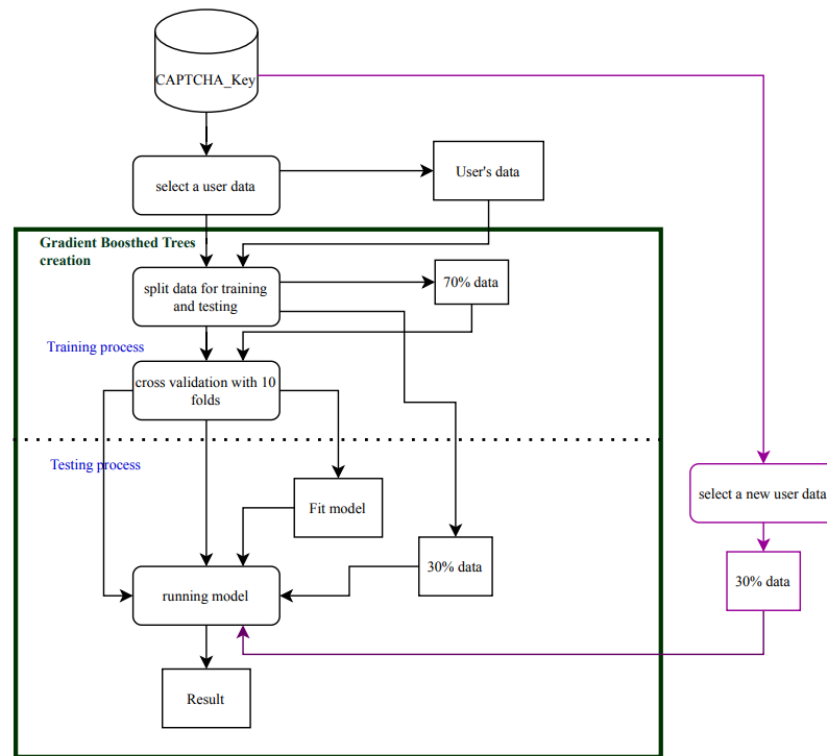 CAPTCHA_Key
select a user data
User's data
Gradient Boosthed Trees
creation
split data for training
and testing
70% data
Training process
cross validation with 10
folds
Testing process
Fit model
select a new user data
running model
30% data
30% data
Result